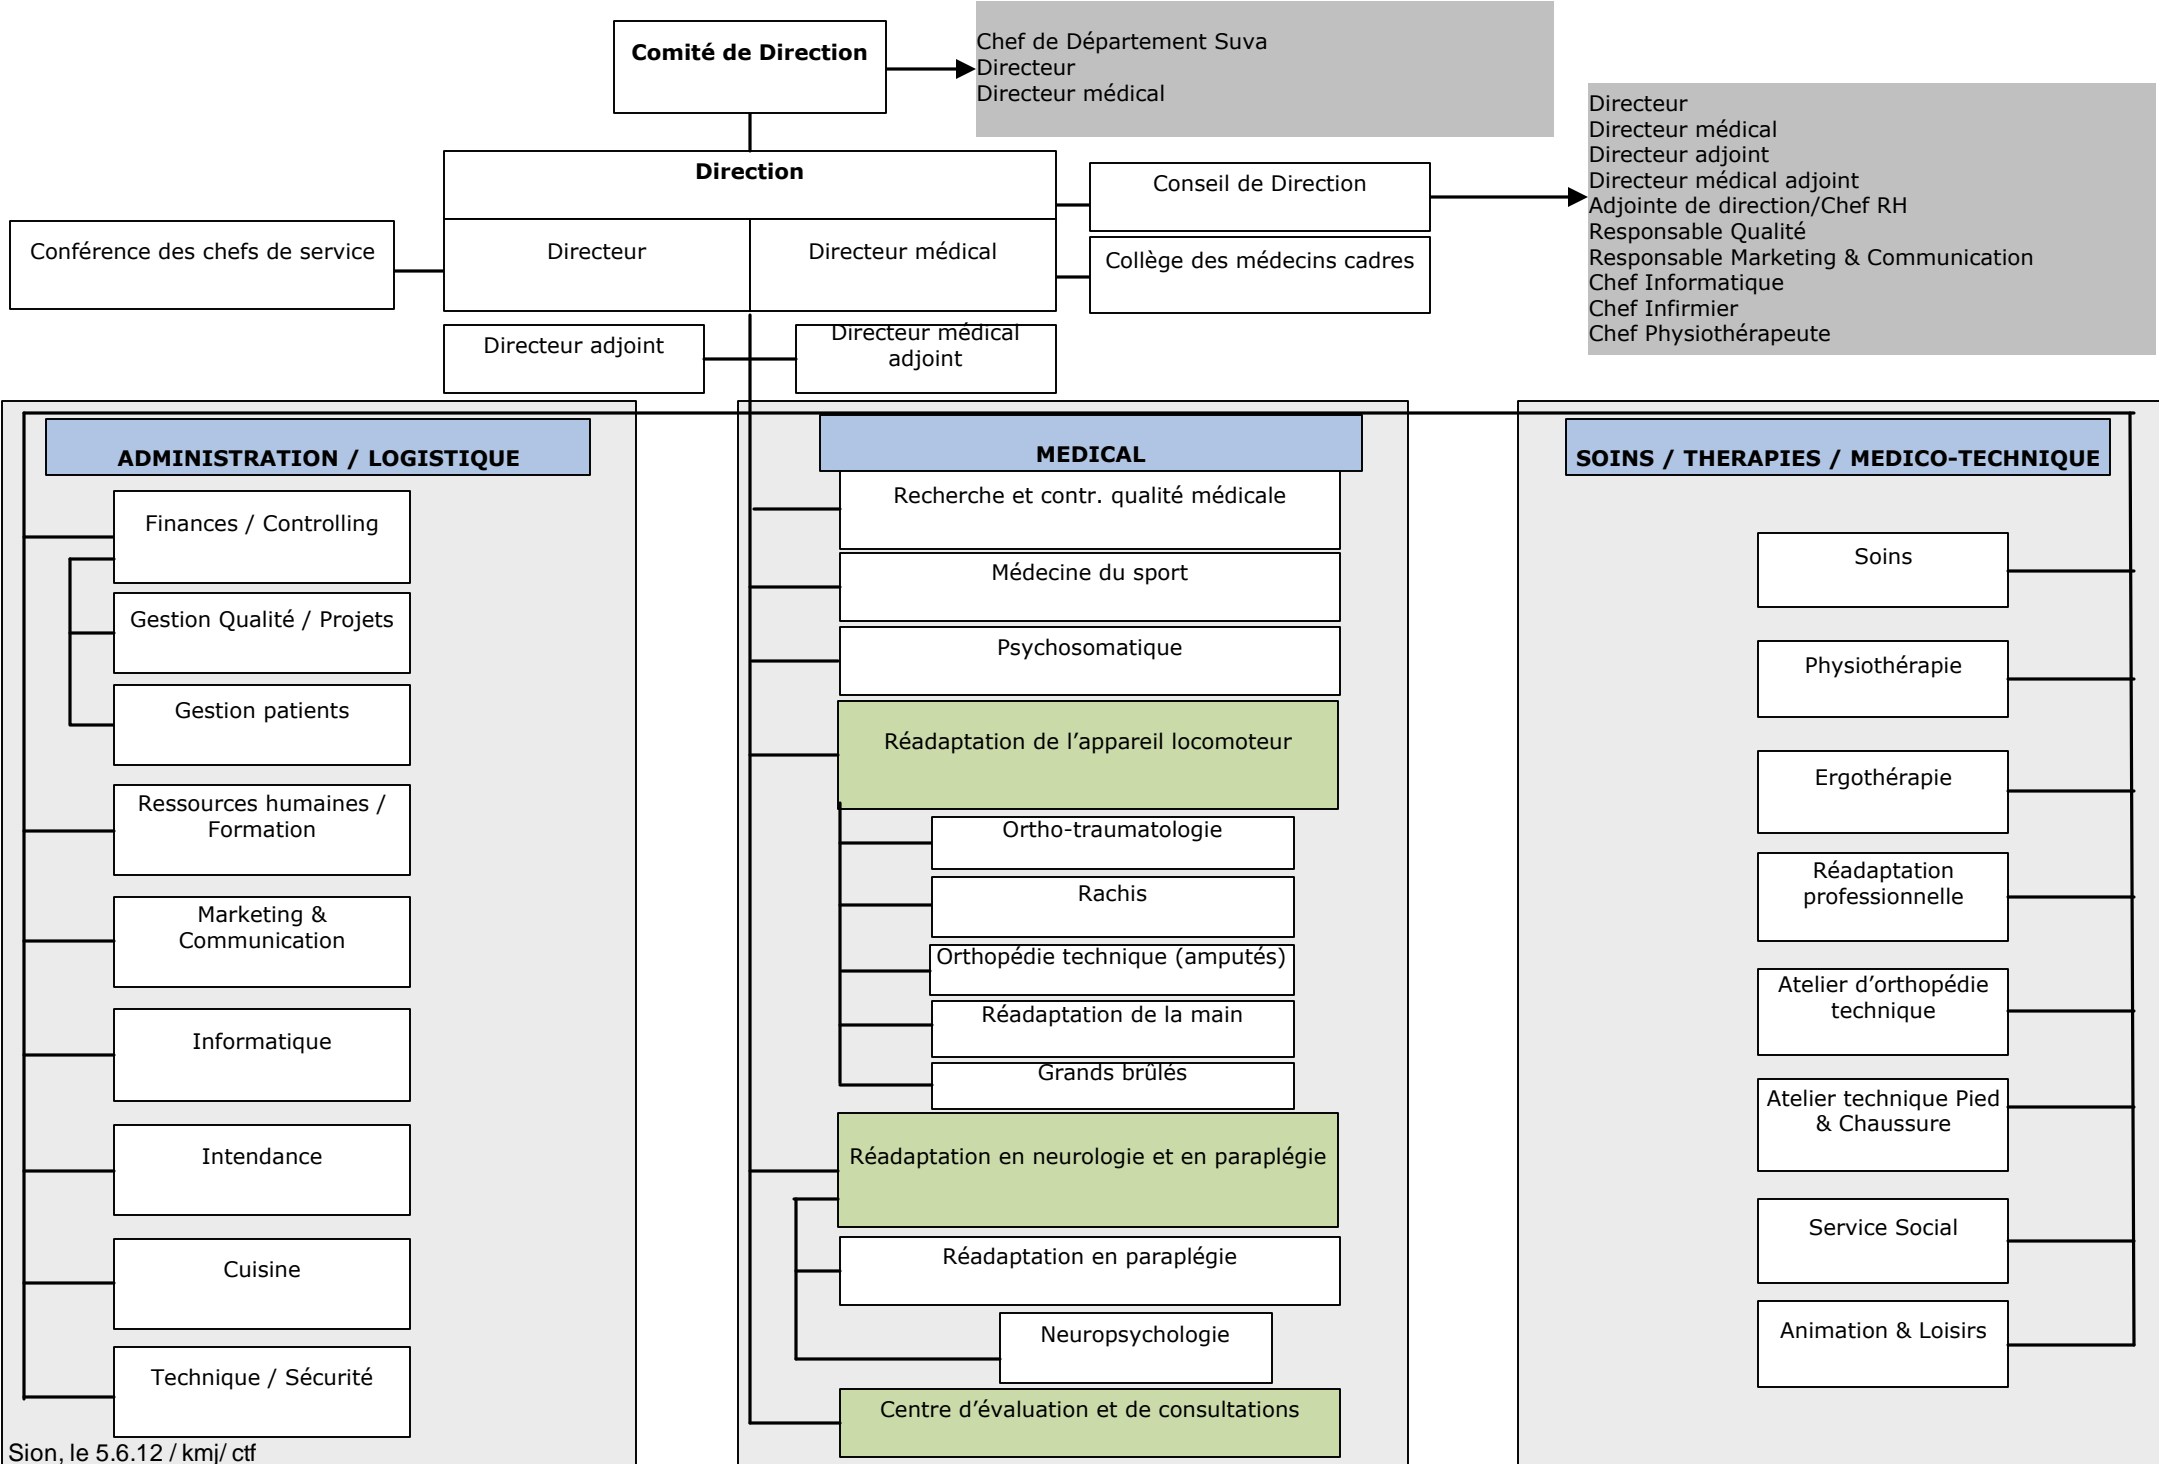 Comité de Direction
Chef de Département Suva
Directeur
Directeur médical
Directeur
Directeur médical
Directeur adjoint
Directeur médical adjoint
Adjointe de direction/Chef RH
Responsable Qualité
Responsable Marketing & Communication
Chef Informatique
Chef Infirmier
Chef Physiothérapeute
Direction
Conseil de Direction
Conférence des chefs de service
Directeur
Directeur médical
Collège des médecins cadres
Directeur adjoint
Directeur médical
adjoint
ADMINISTRATION / LOGISTIQUE
Finances / Controlling
Gestion Qualité / Projets
Gestion patients
Ressources humaines /
Formation
Marketing &
Communication
Informatique
Intendance
Cuisine
Technique / Sécurité
MEDICAL
Recherche et contr. qualité médicale
Médecine du sport
Psychosomatique
Réadaptation de l’appareil locomoteur
Ortho-traumatologie
Rachis
Orthopédie technique (amputés)
Réadaptation de la main
Grands brûlés
Réadaptation en neurologie et en paraplégie
Réadaptation en paraplégie
Neuropsychologie
Centre d’évaluation et de consultations
SOINS / THERAPIES / MEDICO-TECHNIQUE
Soins
Physiothérapie
Ergothérapie
Réadaptation
professionnelle
Atelier d’orthopédie
technique
Atelier technique Pied
& Chaussure
Service Social
Animation & Loisirs
Sion, le 5.6.12 / kmj/ ctf